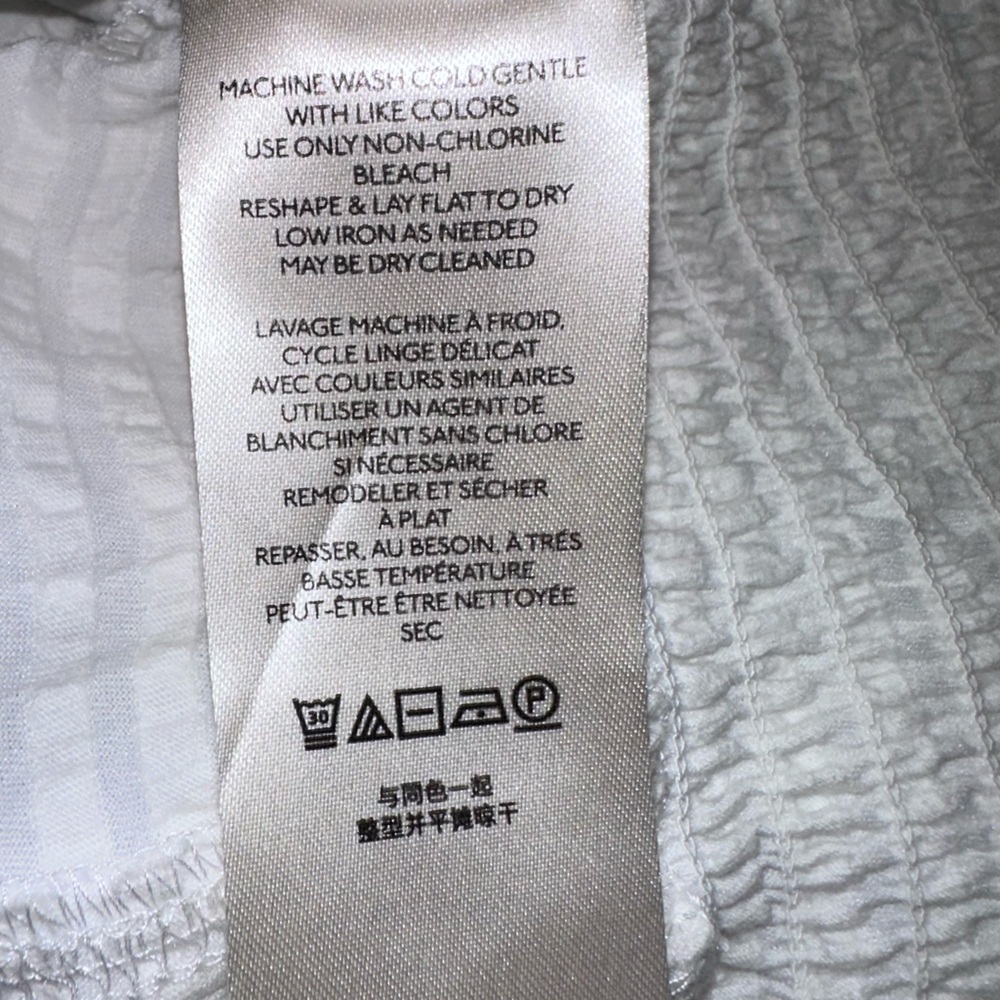 MACHINE WASH COLD GENTLE
WITH LIKE COLORS
USE ONLY NON-CHLORINE
BLEACH
RESHAPE & LAY FLAT TO DRY
LOW IRON AS NEEDED
MAY BE DRY CLEANED
LAVAGE MACHINE À FROID,
CYCLE LINGE DÉLICAT
AVEC COULEURS SIMILAIRES
UTILISER UN AGENT DE
BLANCHIMENT SANS CHLORE
SI NÉCESSAIRE
REMODELER ET SÉCHER
À PLAT
REPASSER, AU BESOIN, À TRÉS
BASSE TEMPÉRATURE
PEUT-ÊTRE ÊTRE NETTOYÉE
SEC
30 P
与同色一起
整型并平摊晾干